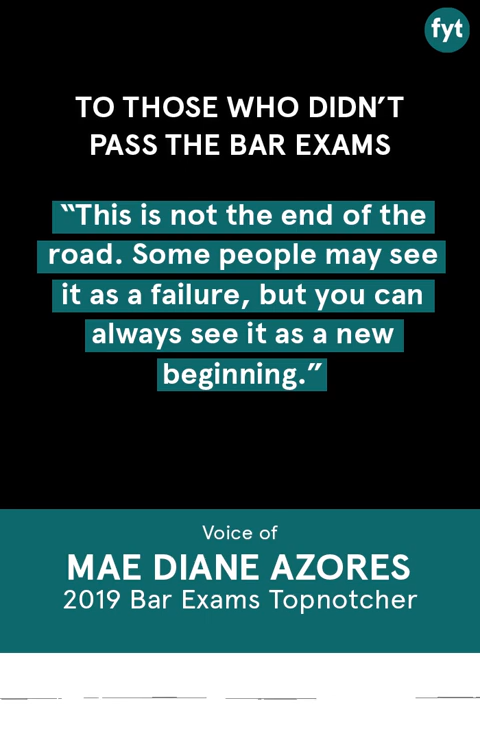 fyt
TO THOSE WHO DIDN’T
PASS THE BAR EXAMS
“This is not the end of the
road. Some people may see
it as a failure, but you can
always see it as a new
beginning.”
Voice of
MAE DIANE AZORES
2019 Bar Exams Topnotcher